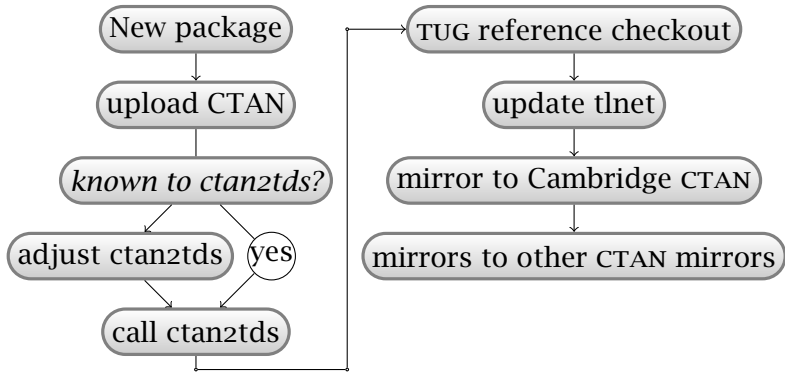 New package
upload CTAN
known to ctan2tds?
adjust ctan2tds
yes
call ctan2tds
TUG reference checkout
update tlnet
mirror to Cambridge CTAN
mirrors to other CTAN mirrors